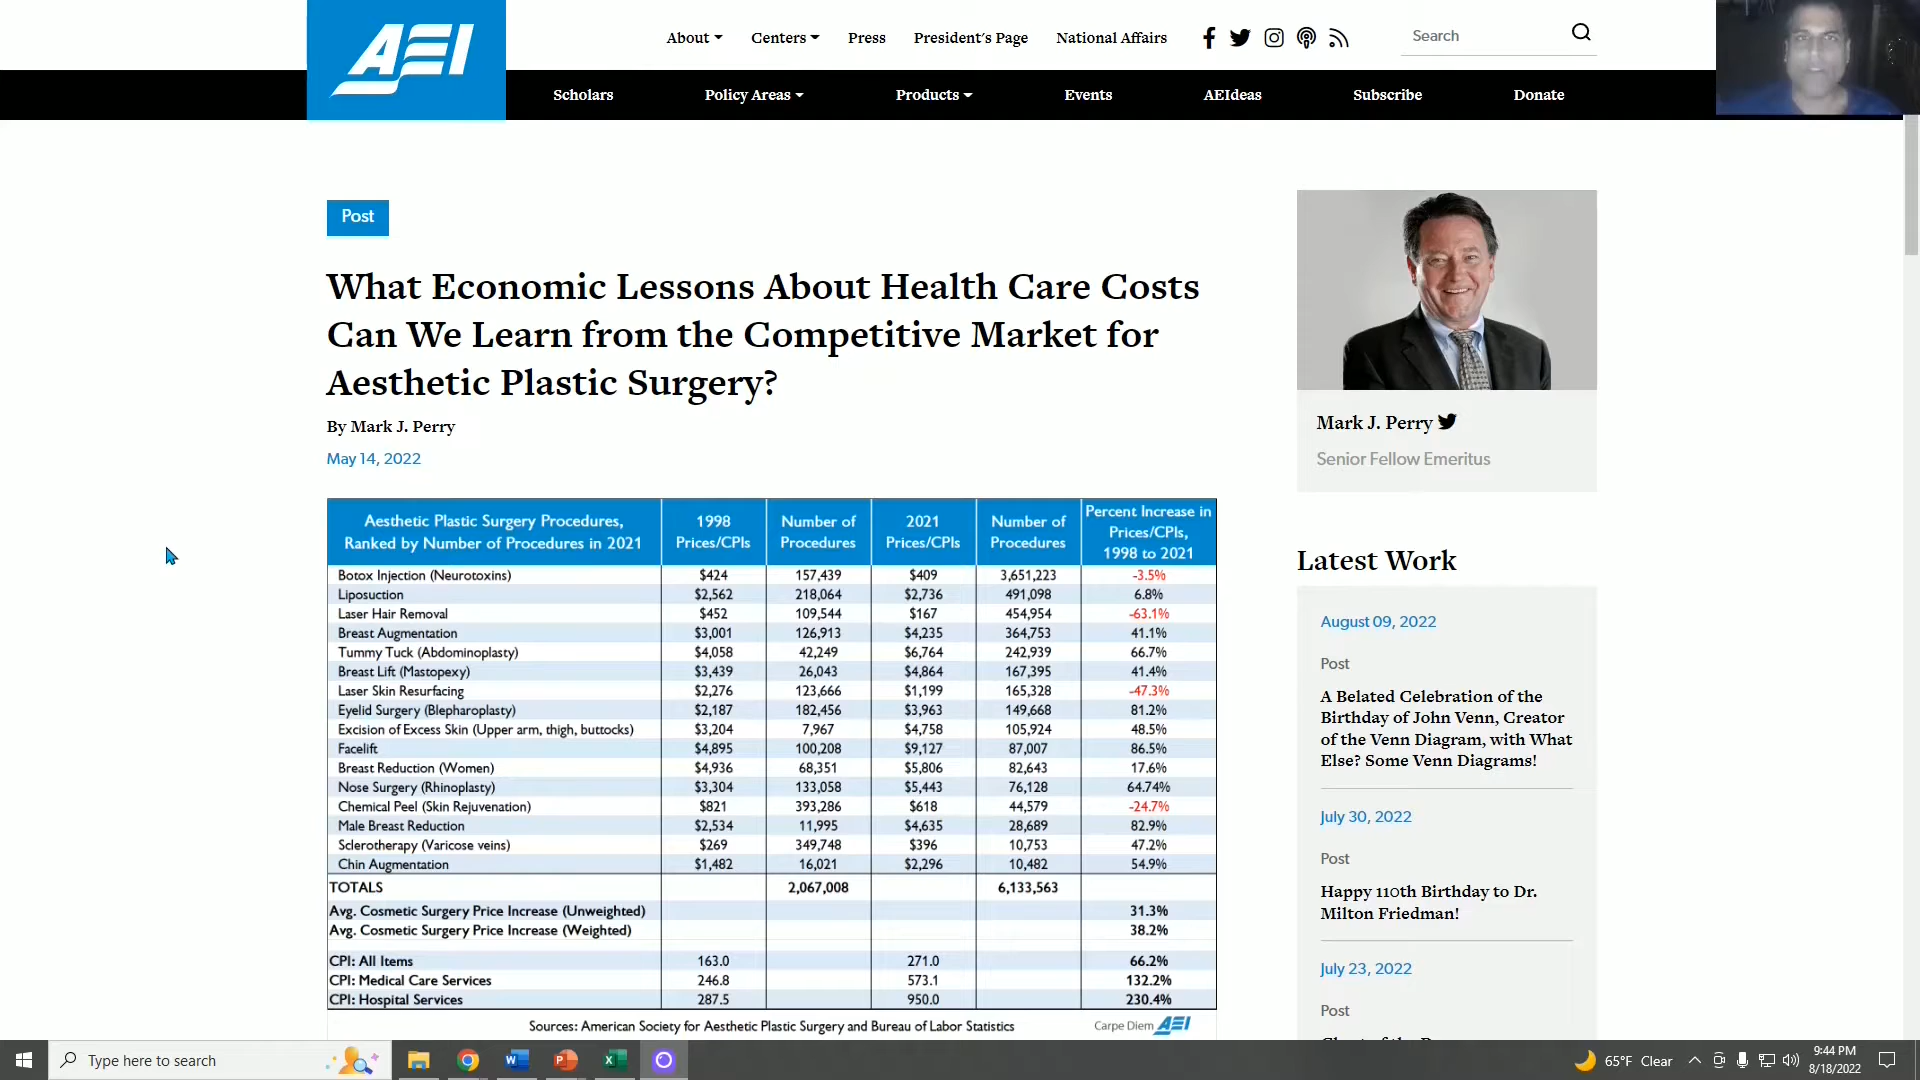 AEI
About
Centers
Press
President's Page
National Affairs
Search
Scholars
Policy Areas
Products
Events
AEIdeas
Subscribe
Donate
Post
What Economic Lessons About Health Care Costs
Can We Learn from the Competitive Market for
Aesthetic Plastic Surgery?
By Mark J. Perry
May 14, 2022
Aesthetic Plastic Surgery Procedures, Ranked by Number of Procedures in 2021 1998 Prices/CPIs Number of Procedures 2021 Prices/CPIs Number of Procedures Percent Increase in Prices/CPIs, 1998 to 2021
Botox Injection (Neurotoxins) $424 157,439 $409 3,651,223 -3.5%
Liposuction $2,562 218,064 $2,736 491,098 6.8%
Laser Hair Removal $452 109,544 $167 454,954 -63.1%
Breast Augmentation $3,001 126,913 $4,235 364,753 41.1%
Tummy Tuck (Abdominoplasty) $4,058 42,249 $6,764 242,939 66.7%
Breast Lift (Mastopexy) $3,439 26,043 $4,864 167,395 41.4%
Laser Skin Resurfacing $2,276 123,666 $1,199 165,328 -47.3%
Eyelid Surgery (Blepharoplasty) $2,187 182,456 $3,963 149,668 81.2%
Excision of Excess Skin (Upper arm, thigh, buttocks) $3,204 7,967 $4,758 105,924 48.5%
Facelift $4,895 100,208 $9,127 87,007 86.5%
Breast Reduction (Women) $4,936 68,351 $5,806 82,643 17.6%
Nose Surgery (Rhinoplasty) $3,304 133,058 $5,443 76,128 64.74%
Chemical Peel (Skin Rejuvenation) $821 393,286 $618 44,579 -24.7%
Male Breast Reduction $2,534 11,995 $4,635 28,689 82.9%
Sclerotherapy (Varicose veins) $269 349,748 $396 10,753 47.2%
Chin Augmentation $1,482 16,021 $2,296 10,482 54.9%
TOTALS 2,067,008 6,133,563
Avg. Cosmetic Surgery Price Increase (Unweighted) 31.3%
Avg. Cosmetic Surgery Price Increase (Weighted) 38.2%
CPI: All Items 163.0 271.0 66.2%
CPI: Medical Care Services 246.8 573.1 132.2%
CPI: Hospital Services 287.5 950.0 230.4%
Sources: American Society for Aesthetic Plastic Surgery and Bureau of Labor Statistics Carpe Diem AEI
Mark J. Perry
Senior Fellow Emeritus
Latest Work
August 09, 2022
Post
A Belated Celebration of the
Birthday of John Venn, Creator
of the Venn Diagram, with What
Else? Some Venn Diagrams!
July 30, 2022
Post
Happy 110th Birthday to Dr.
Milton Friedman!
July 23, 2022
Post
Type here to search
65°F Clear
9:44 PM
8/18/2022